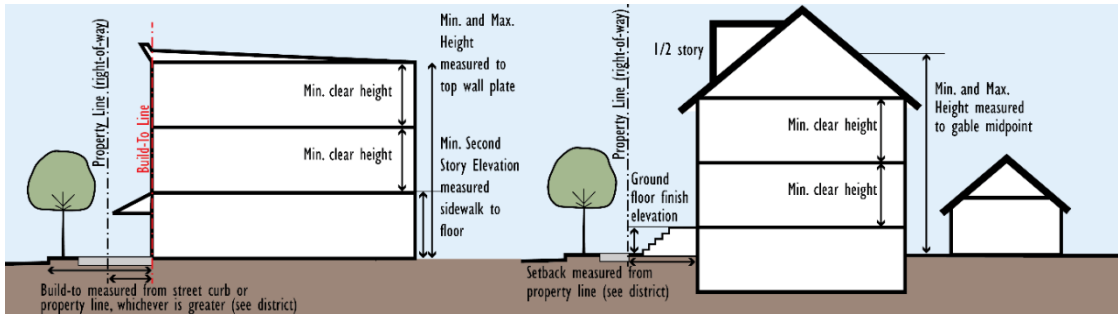 Property Line (right-of-way)
Build-To Line
Min. clear height
Min. clear height
Min. and Max.
Height
measured to
top wall plate
Min. Second
Story Elevation
measured
sidewalk to
floor
Build-to measured from street curb or
property line, whichever is greater (see district)
Property Line (right-of-way)
1/2 story
Min. clear height
Min. clear height
Ground
floor finish
elevation
Min. and Max.
Height measured
to gable midpoint
Setback measured from
property line (see district)